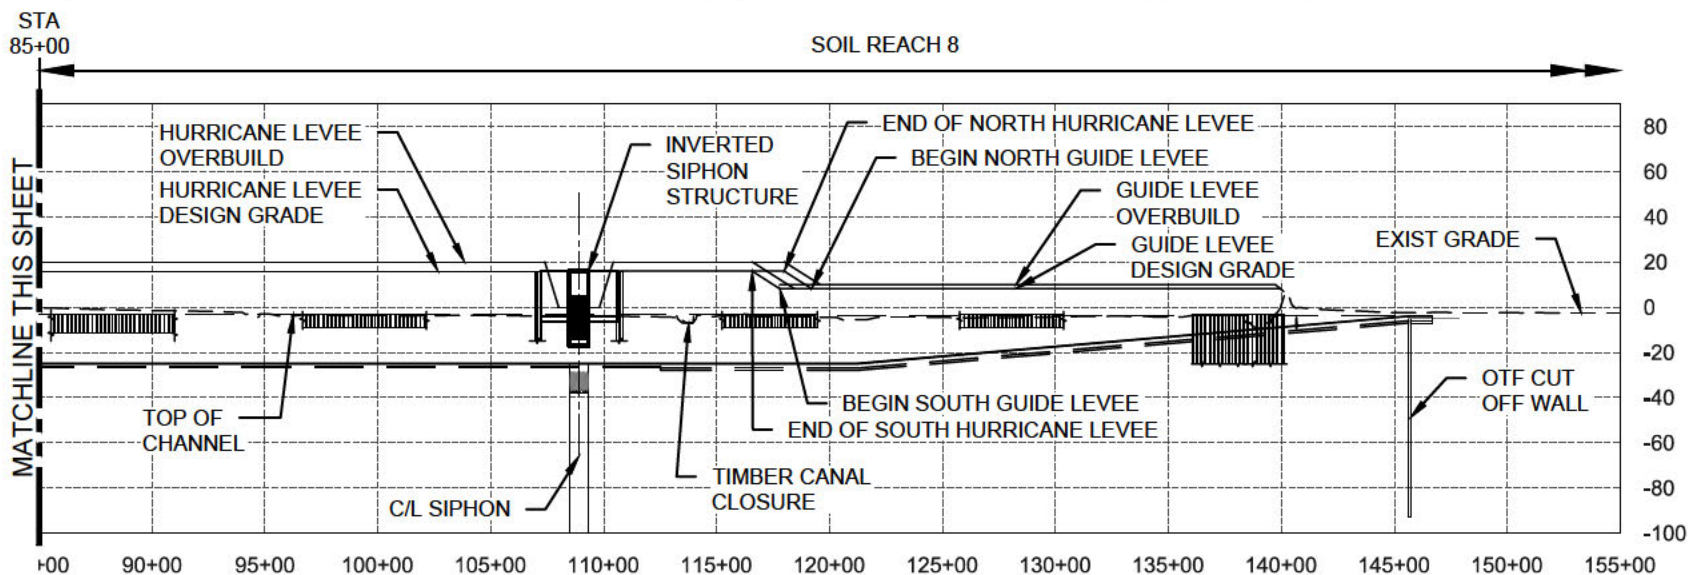 STA
85+00
SOIL REACH 8
MATCHLINE THIS SHEET
HURRICANE LEVEE
OVERBUILD
HURRICANE LEVEE
DESIGN GRADE
INVERTED
SIPHON
STRUCTURE
END OF NORTH HURRICANE LEVEE
BEGIN NORTH GUIDE LEVEE
GUIDE LEVEE
OVERBUILD
GUIDE LEVEE
DESIGN GRADE
EXIST GRADE
80
60
40
20
0
-20
-40
-60
-80
-100
TOP OF
CHANNEL
C/L SIPHON
TIMBER CANAL
CLOSURE
BEGIN SOUTH GUIDE LEVEE
END OF SOUTH HURRICANE LEVEE
OTF CUT
OFF WALL
+00 90+00 95+00 100+00 105+00 110+00 115+00 120+00 125+00 130+00 135+00 140+00 145+00 150+00 155+00